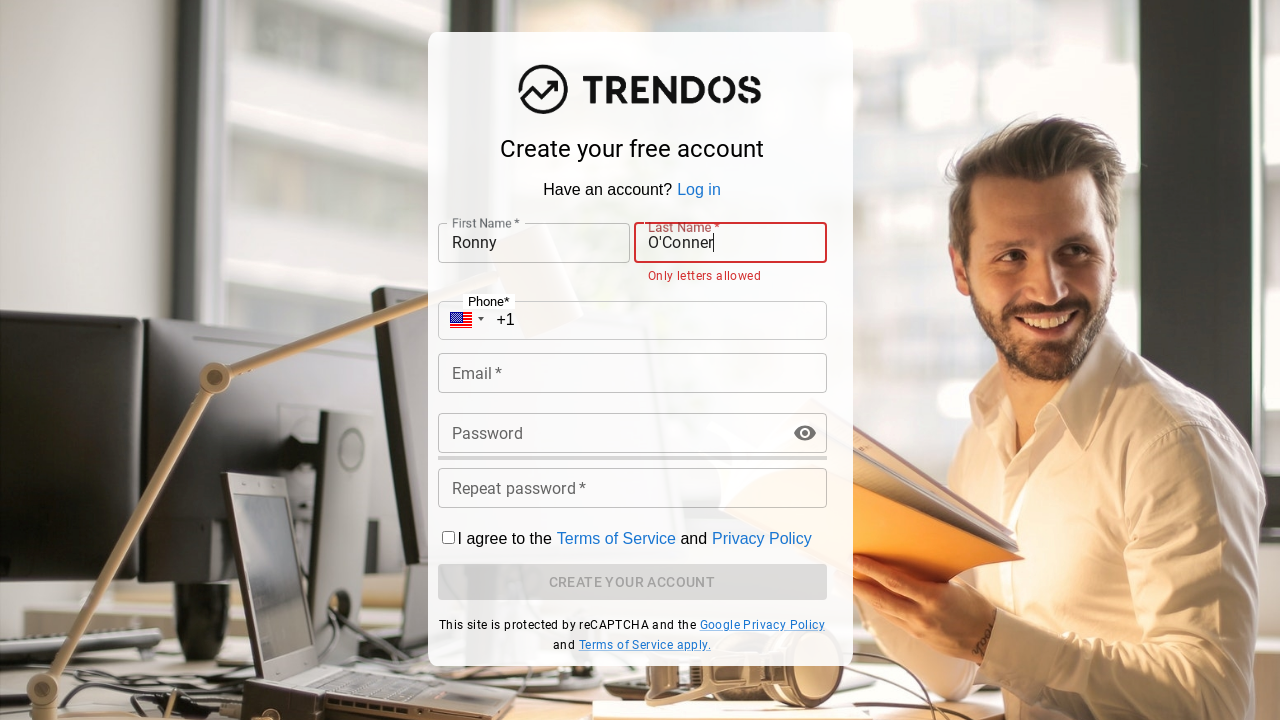 TRENDOS
Create your free account
Have an account? Log in
First Name *
Last Name *
Ronny
O'Conner
Only letters allowed
Phone*
+1
Email *
Password
Repeat password *
I agree to the Terms of Service and Privacy Policy
CREATE YOUR ACCOUNT
This site is protected by reCAPTCHA and the Google Privacy Policy
and Terms of Service apply.